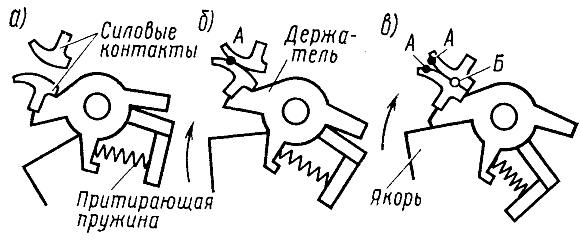 а)
Силовые
контакты
Притирающая
пружина
б)
А
Держа-
тель
в)
А
А
Б
Якорь